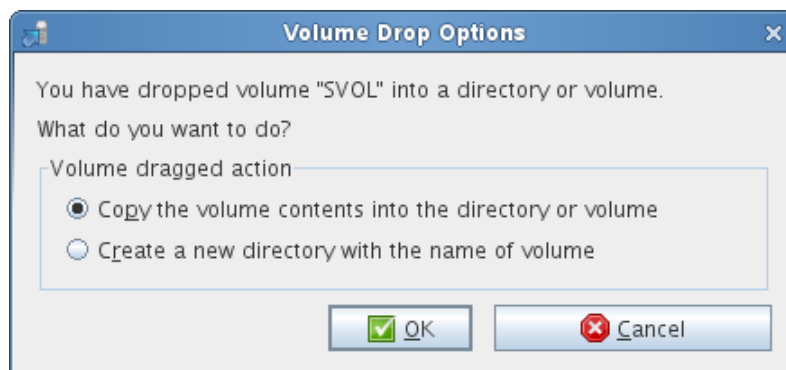 Volume Drop Options
You have dropped volume "SVOL" into a directory or volume.
What do you want to do?
Volume dragged action
Copy the volume contents into the directory or volume
Create a new directory with the name of volume
OK
Cancel